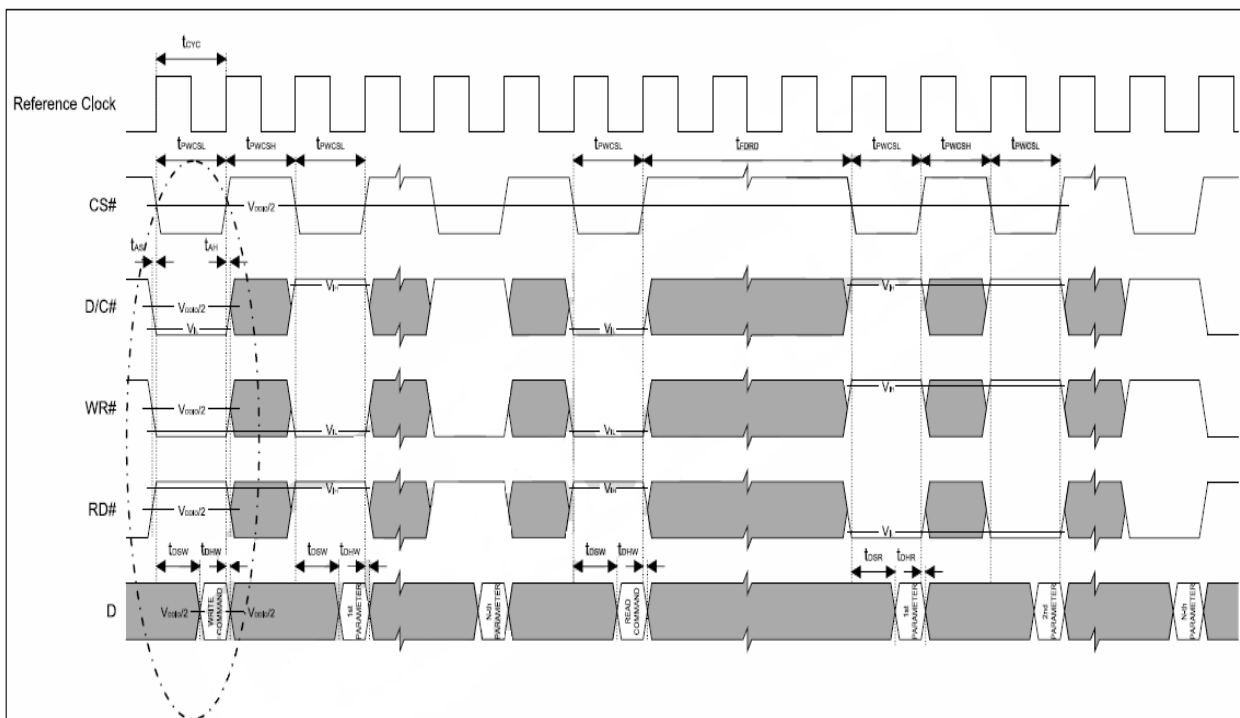 tCYC
Reference Clock
tPWCSL tPWCSH tPWCSL tPWCSL tFDRD tPWCSL tPWCSH tPWCSL
CS# VDDIO/2
tAS tAH
D/C# VDDIO/2 VIH VIH
VIL VIL
WR# VDDIO/2 VIH
VIL VIL
RD# VIH VIH
VDDIO/2 VIL
tDSW tDHW tDSW tDHW tDSW tDHW tDSR tDHR
D VDDIO/2 WRITE COMMAND VDDIO/2 1st PARAMETER N-th PARAMETER READ COMMAND 1st PARAMETER 2nd PARAMETER N-th PARAMETER